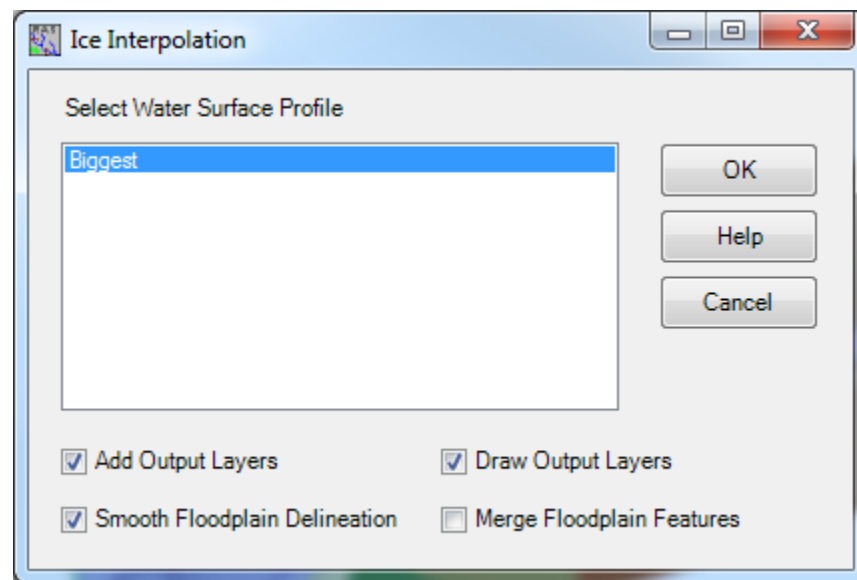 Ice Interpolation
Select Water Surface Profile
Biggest
OK
Help
Cancel
Add Output Layers
Draw Output Layers
Smooth Floodplain Delineation
Merge Floodplain Features